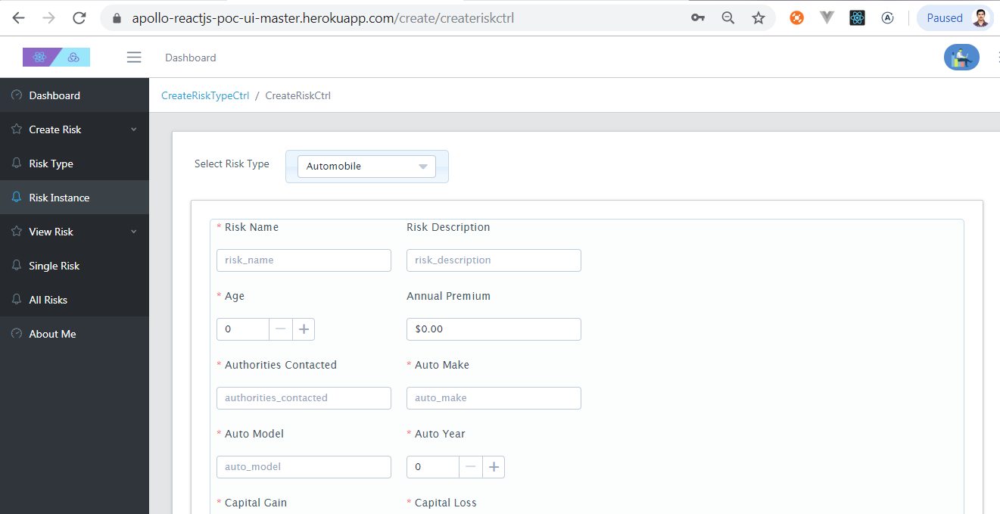 apollo-reactjs-poc-ui-master.herokuapp.com/create/createriskctrl
Paused
Dashboard
Dashboard
CreateRiskTypeCtrl / CreateRiskCtrl
Create Risk
Risk Type
Risk Instance
View Risk
Single Risk
All Risks
About Me
Select Risk Type
Automobile
* Risk Name
Risk Description
risk_name
risk_description
* Age
Annual Premium
0
$0.00
* Authorities Contacted
* Auto Make
authorities_contacted
auto_make
* Auto Model
* Auto Year
auto_model
0
* Capital Gain
* Capital Loss